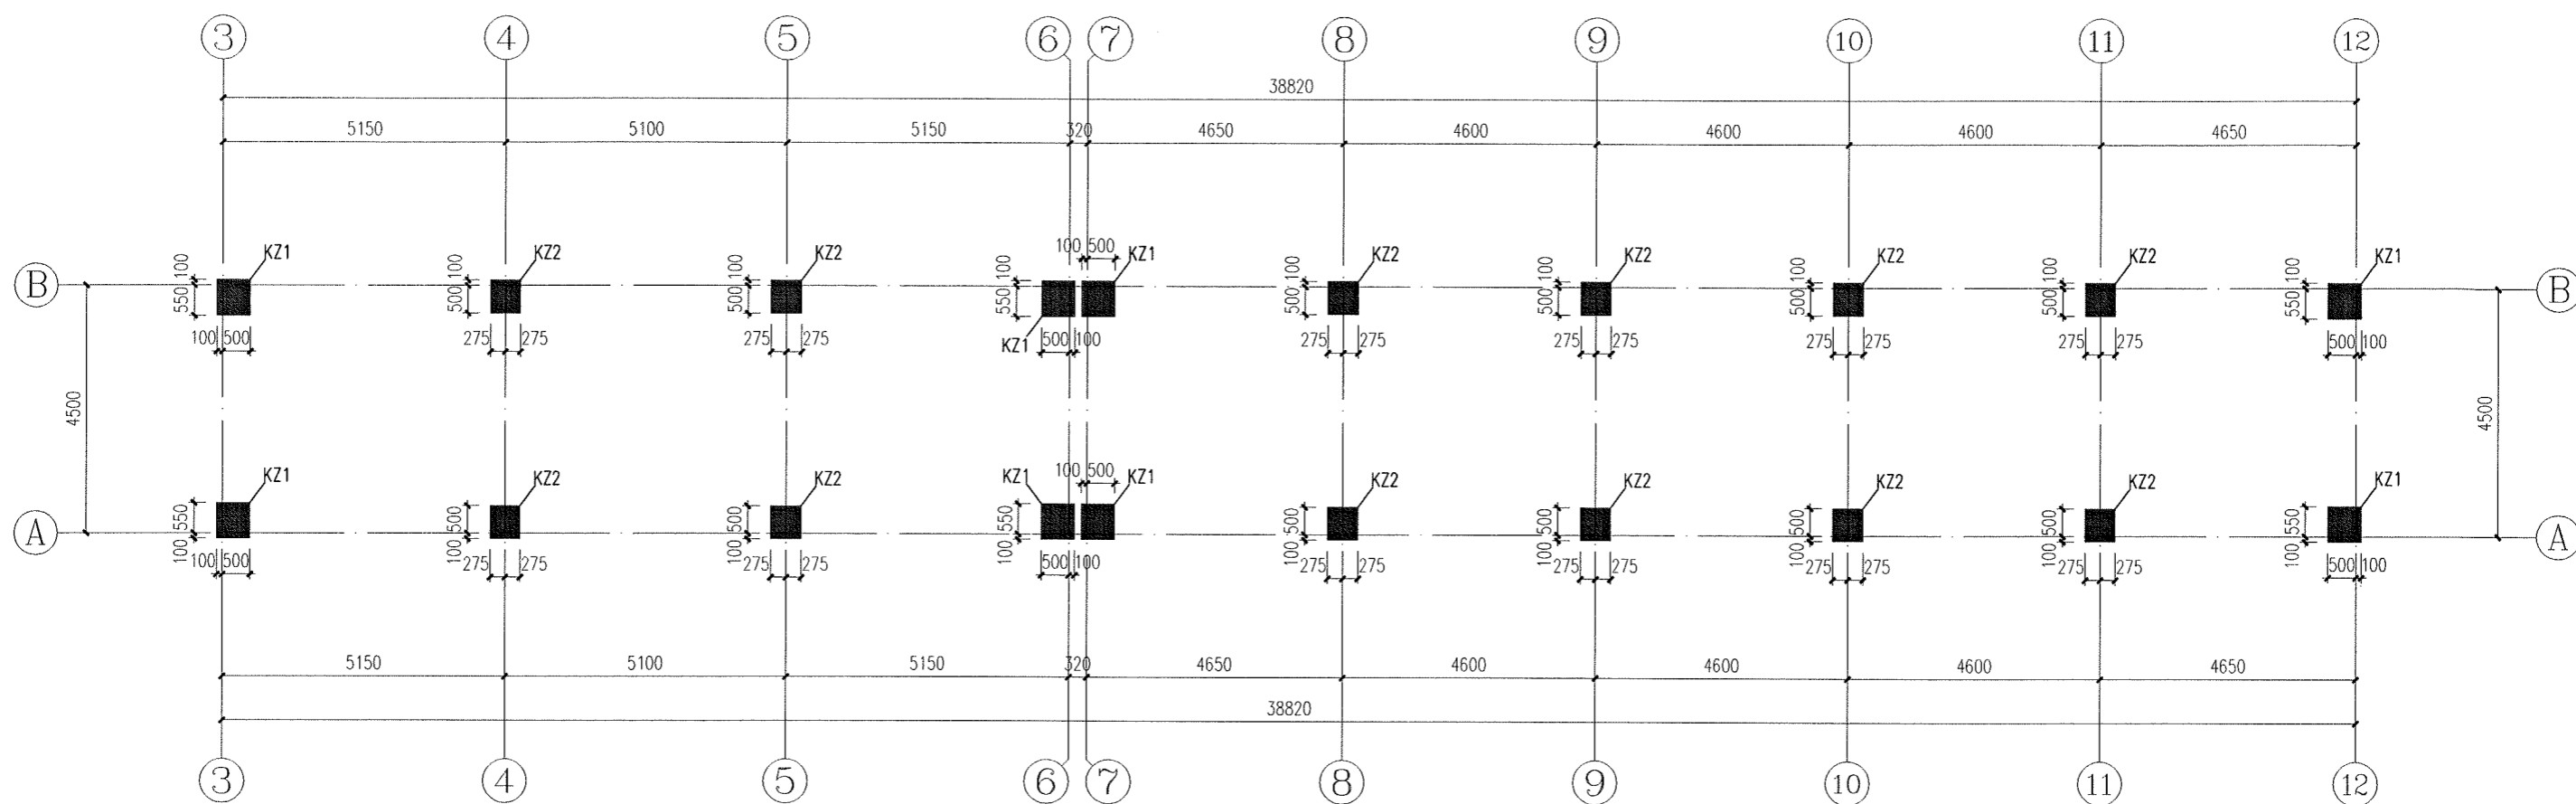 3 4 5 6 7 8 9 10 11 12
38820
5150 5100 5150 320 4650 4600 4600 4600 4650
KZ1 KZ2 KZ2 100 500 KZ1 KZ2 KZ2 KZ2 KZ2 KZ1
B 550 100 500 100 500 100 550 100 500 100 500 100 500 100 500 100 550 100 B
100 500 275 275 275 275 KZ1 500 100 275 275 275 275 275 275 275 275 500 100
4500 4500
KZ1 KZ2 KZ2 KZ1 100 500 KZ1 KZ2 KZ2 KZ2 KZ2 KZ1
A 100 550 100 500 100 500 100 550 100 500 100 500 100 500 100 500 100 550 A
100 500 275 275 275 275 500 100 275 275 275 275 275 275 275 275 500 100
5150 5100 5150 320 4650 4600 4600 4600 4650
38820
3 4 5 6 7 8 9 10 11 12